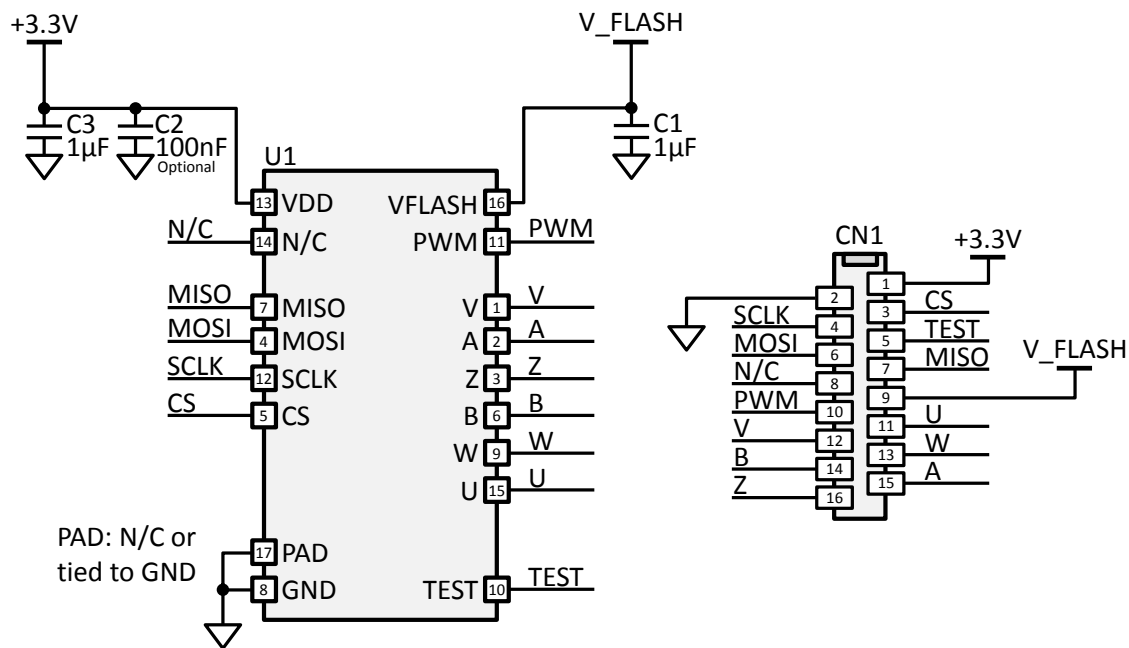 +3.3V
V_FLASH
C3
1µF
C2
100nF
Optional
C1
1µF
U1
13 VDD
VFLASH 16
N/C 14 N/C
PWM 11 PWM
MISO 7 MISO
V 1 V
MOSI 4 MOSI
A 2 A
SCLK 12 SCLK
Z 3 Z
CS 5 CS
B 6 B
W 9 W
U 15 U
PAD: N/C or
tied to GND
17 PAD
8 GND
TEST 10 TEST
CN1
+3.3V
1
2
3 CS
SCLK 4
5 TEST
MOSI 6
7 MISO
V_FLASH
N/C 8
9
PWM 10
11 U
V 12
13 W
B 14
15 A
Z 16